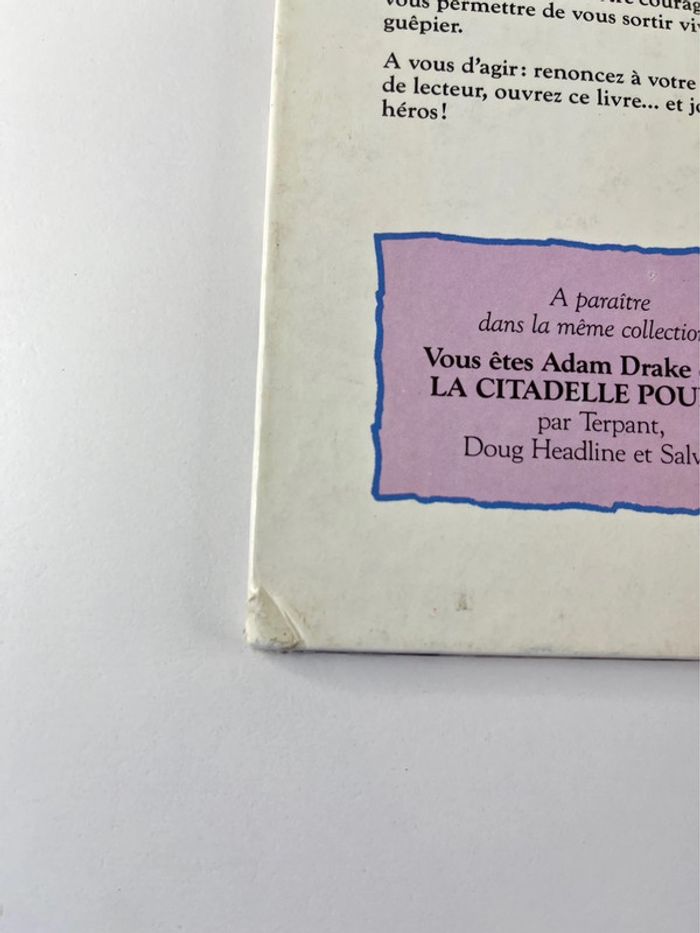 vous permettre de vous sortir
guêpier.
A vous d'agir : renoncez à votre
de lecteur, ouvrez ce livre... et
héros !
A paraître
dans la même
Vous êtes Adam Drake
LA CITADELLE
par Terpant,
Doug Headline et